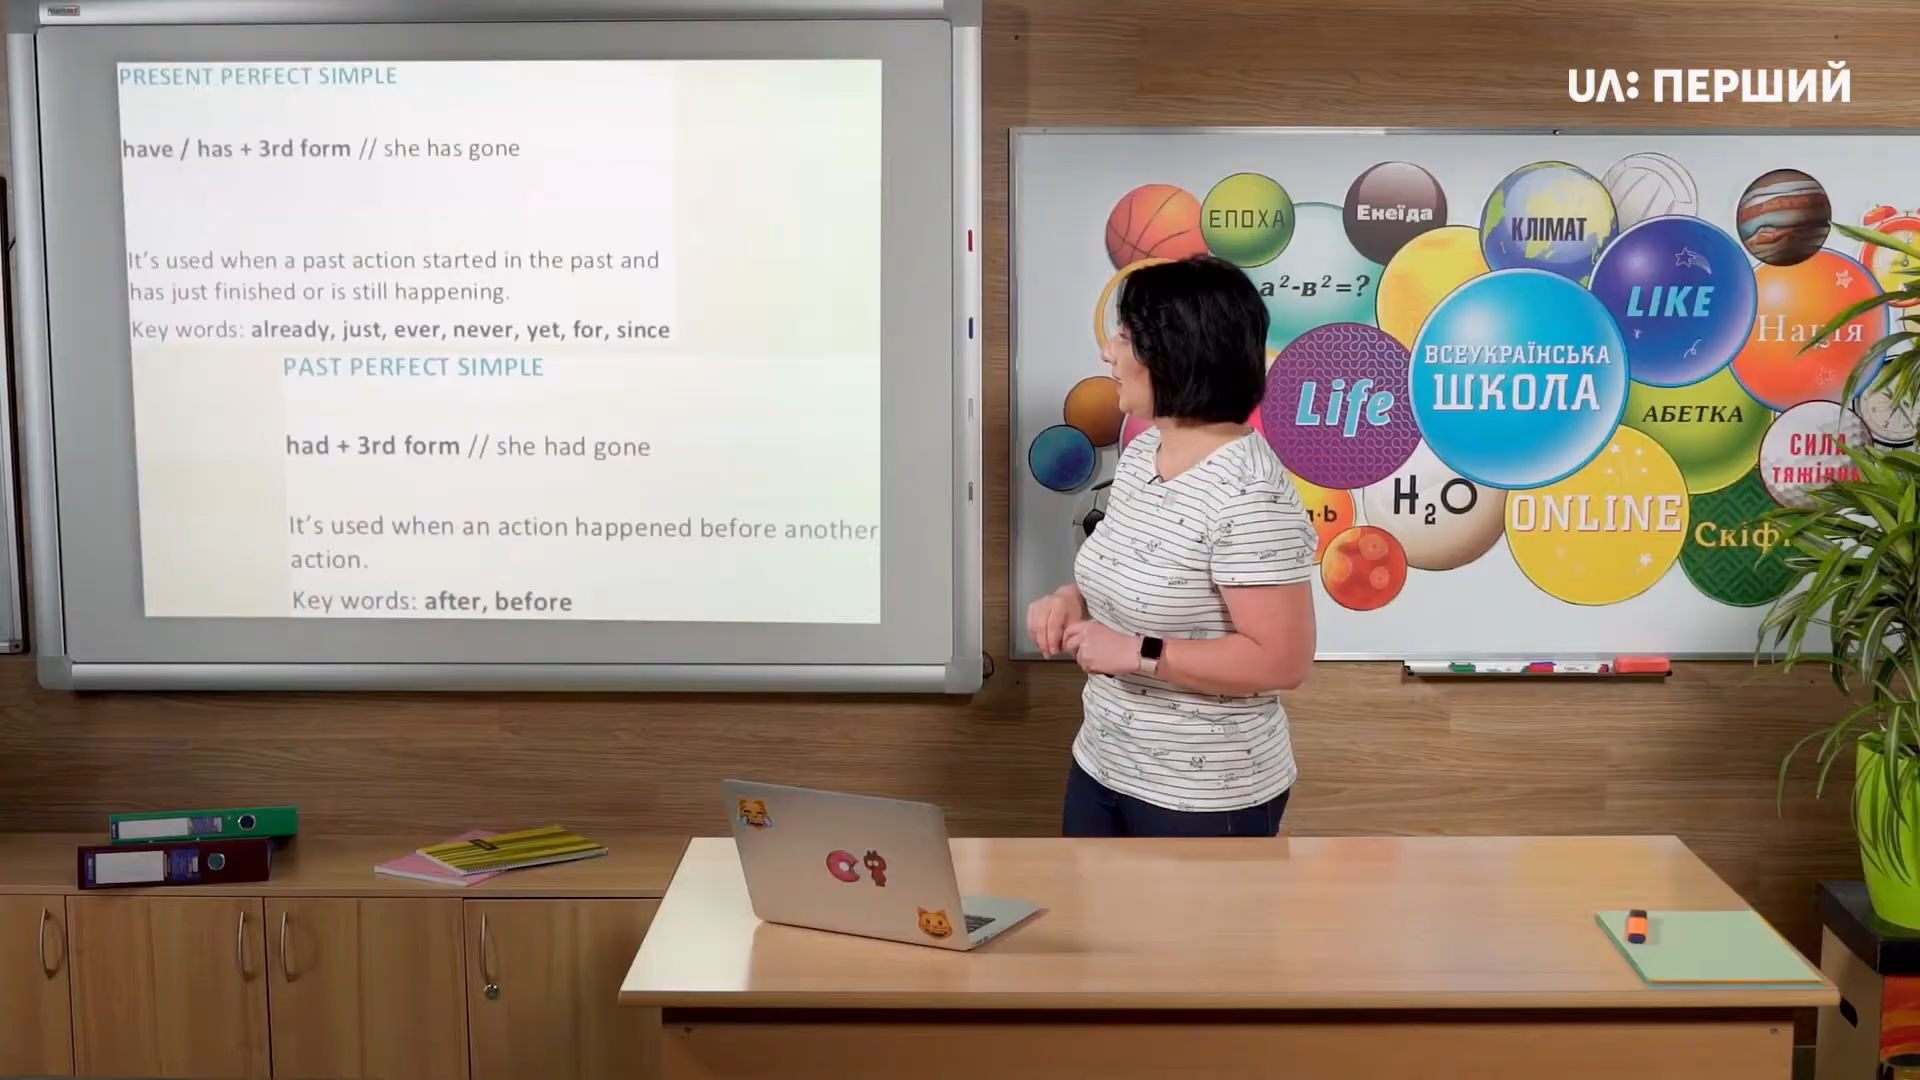 PRESENT PERFECT SIMPLE
have / has + 3rd form // she has gone
It's used when a past action started in the past and
has just finished or is still happening.
Key words: already, just, ever, never, yet, for, since
PAST PERFECT SIMPLE
had + 3rd form // she had gone
It's used when an action happened before another
action.
Key words: after, before
UA: ПЕРШИЙ
ЕПОХА
Енеїда
КЛІМАТ
a²-в²=?
LIKE
Нація
Life
ВСЕУКРАЇНСЬКА
ШКОЛА
АБЕТКА
СИЛА
ТЯЖІННЯ
H₂O
ONLINE